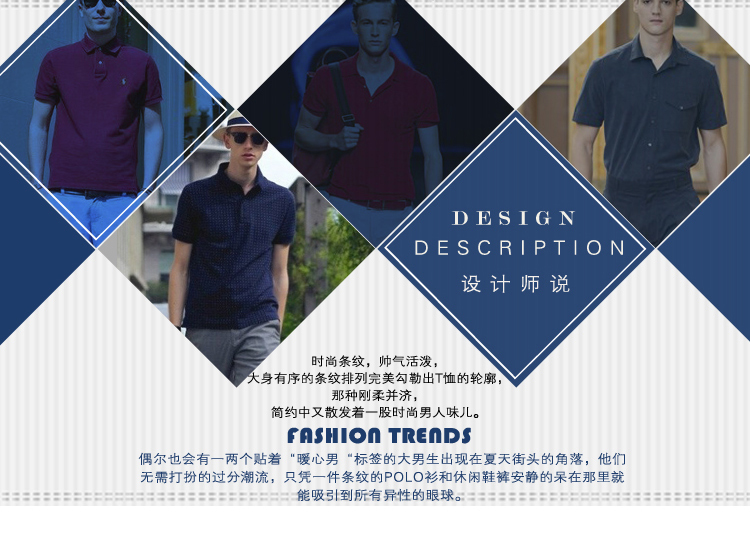 DESIGN
DESCRIPTION
设计师说
时尚条纹，帅气活泼，
大身有序的条纹排列完美勾勒出T恤的轮廓，
那种刚柔并济，
简约中又散发着一股时尚男人味儿。
FASHION TRENDS
偶尔也会有一两个贴着“暖心男“标签的大男生出现在夏天街头的角落，他们
无需打扮的过分潮流，只凭一件条纹的POLO衫和休闲鞋裤安静的呆在那里就
能吸引到所有异性的眼球。